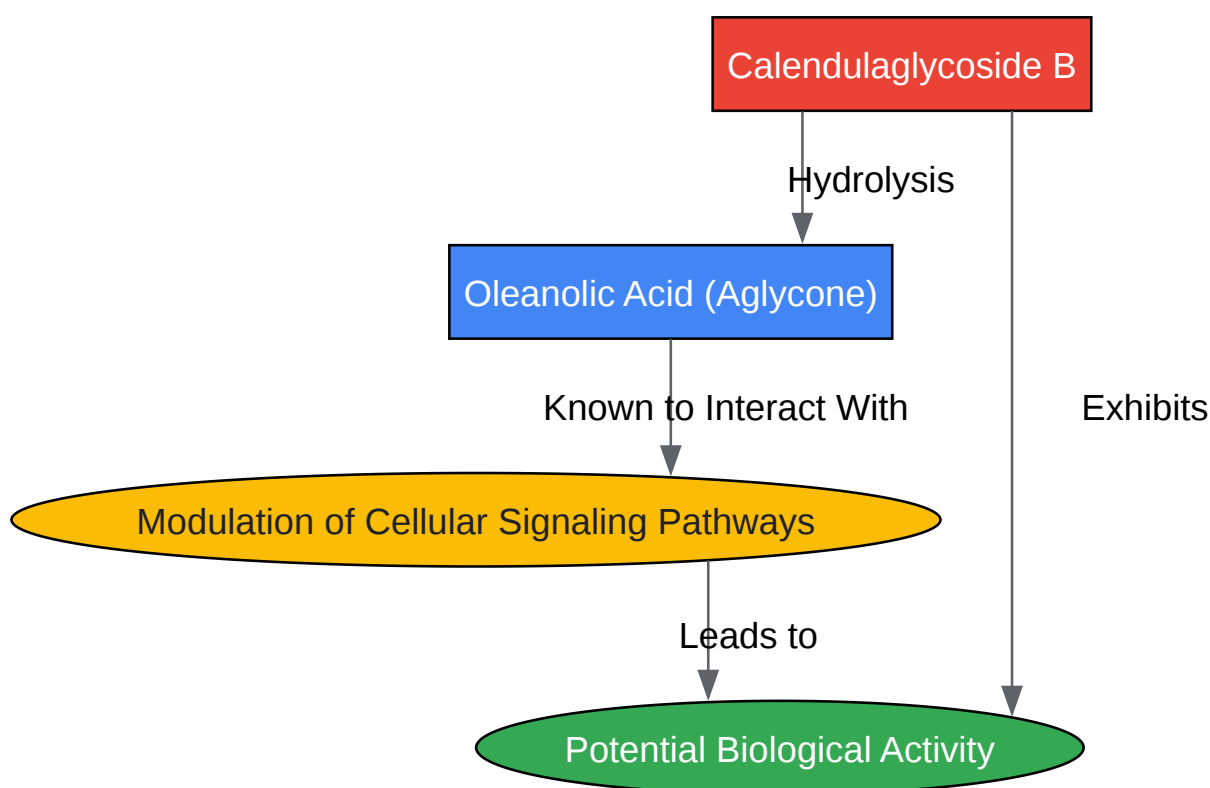 Calendulaglycoside B
Hydrolysis
Oleanolic Acid (Aglycone)
Known to Interact With
Exhibits
Modulation of Cellular Signaling Pathways
Leads to
Potential Biological Activity